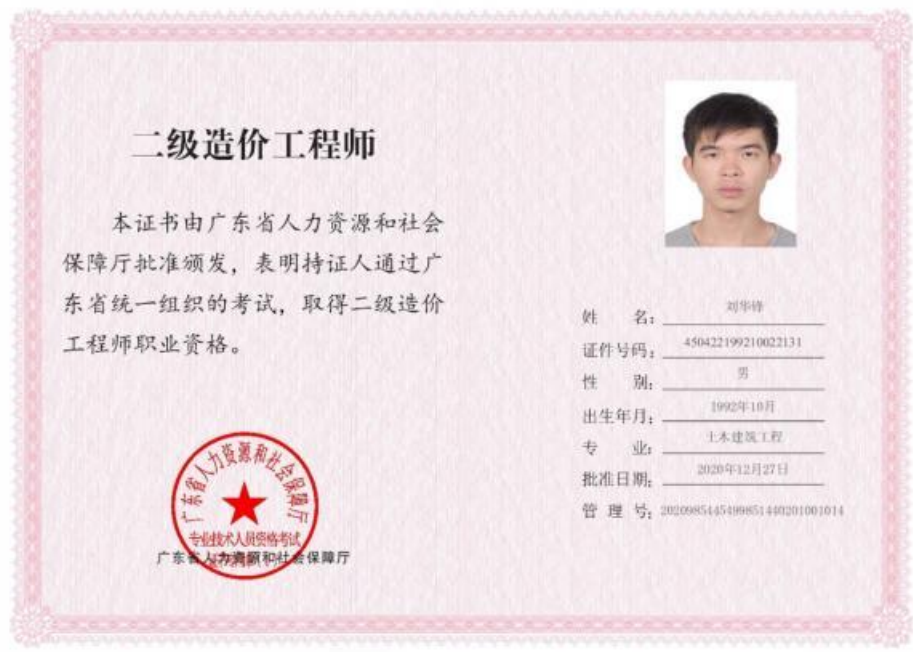 二级造价工程师
本证书由广东省人力资源和社会
保障厅批准颁发，表明持证人通过广
东省统一组织的考试，取得二级造价
工程师职业资格。
广东省人力资源和社会保障厅
专业技术人员资格考试
广东省人力资源和社会保障厅
姓 名：刘华锋
证件号码：450422199210022131
性 别：男
出生年月：1992年10月
专 业：土木建筑工程
批准日期：2020年12月27日
管 理 号：20209854454998514402010​01014